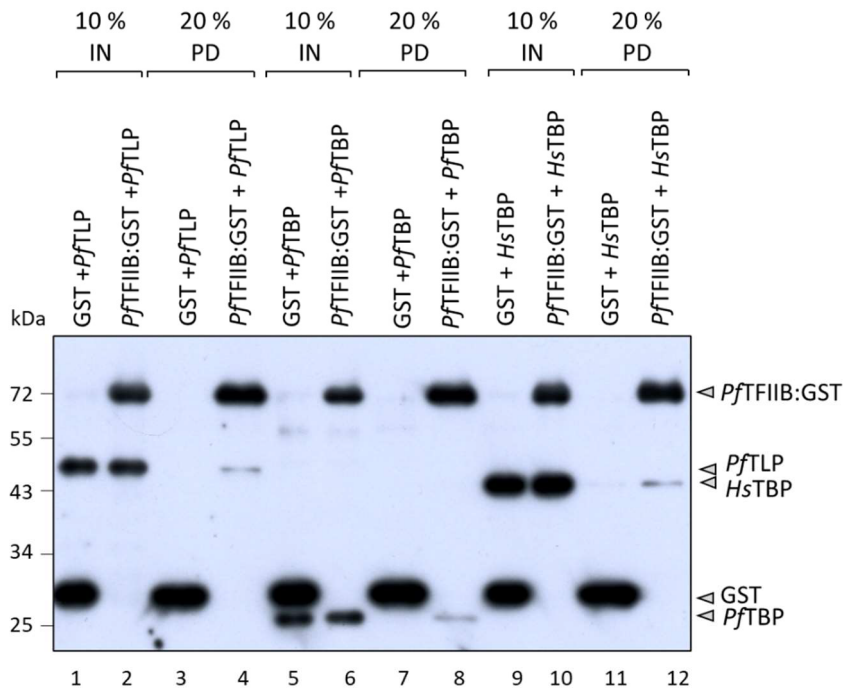 10 % 20 % 10 % 20 % 10 % 20 %
IN PD IN PD IN PD
GST +PfTLP
PfTFIIB:GST +PfTLP
GST +PfTLP
PfTFIIB:GST + PfTLP
GST +PfTBP
PfTFIIB:GST +PfTBP
GST +PfTBP
PfTFIIB:GST + PfTBP
GST + HsTBP
PfTFIIB:GST + HsTBP
GST + HsTBP
PfTFIIB:GST + HsTBP
kDa
72
PfTFIIB:GST
55
PfTLP
43
HsTBP
34
GST
25
PfTBP
1 2 3 4 5 6 7 8 9 10 11 12